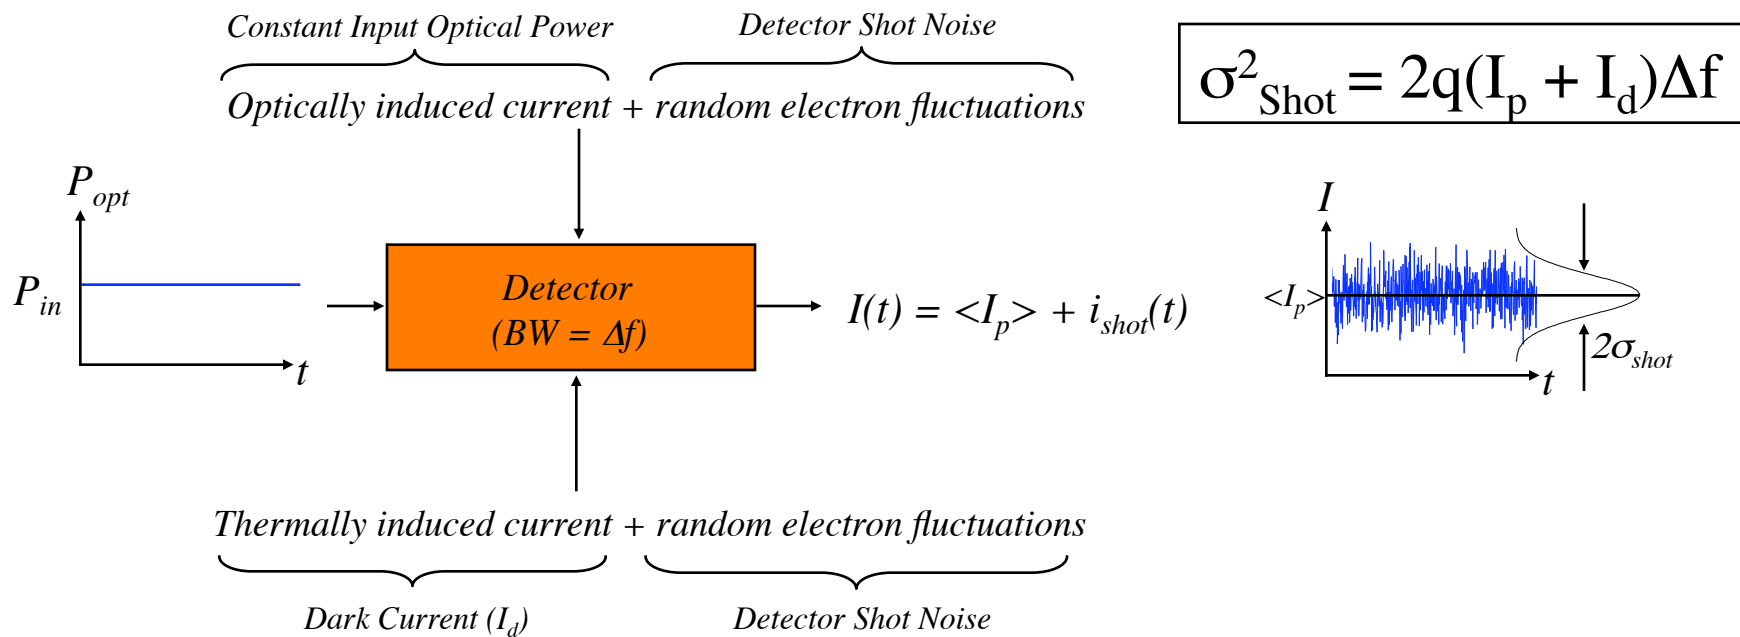 Constant Input Optical Power
Detector Shot Noise
σ²Shot = 2q(Ip + Id)Δf
Optically induced current + random electron fluctuations
Popt
Pin
t
Detector
(BW = Δf)
I(t) = <Ip> + ishot(t)
I
<Ip>
2σshot
t
Thermally induced current + random electron fluctuations
Dark Current (Id)
Detector Shot Noise